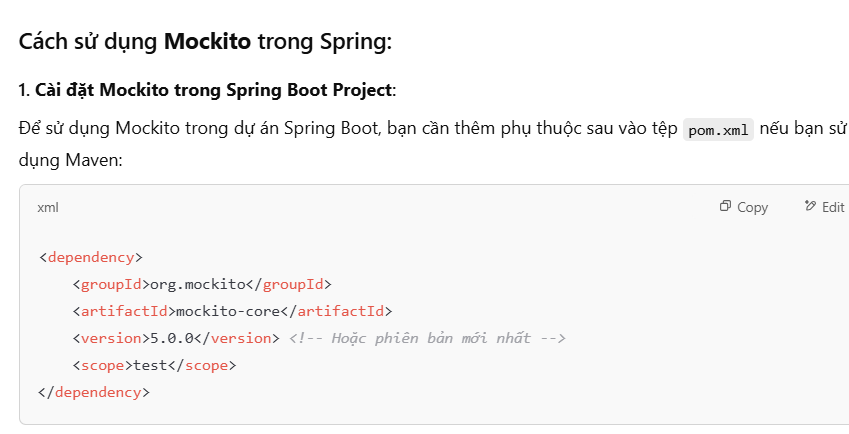 Cách sử dụng Mockito trong Spring:
1. Cài đặt Mockito trong Spring Boot Project:
Để sử dụng Mockito trong dự án Spring Boot, bạn cần thêm phụ thuộc sau vào tệp pom.xml nếu bạn sử
dụng Maven:
xml Copy Edit
<dependency>
    <groupId>org.mockito</groupId>
    <artifactId>mockito-core</artifactId>
    <version>5.0.0</version> <!-- Hoặc phiên bản mới nhất -->
    <scope>test</scope>
</dependency>